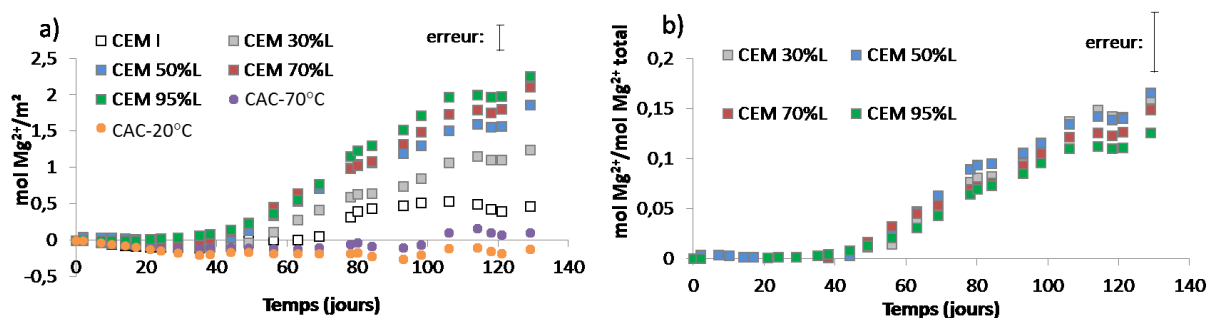 a)
CEM I
CEM 30%L
CEM 50%L
CEM 70%L
CEM 95%L
CAC-70°C
CAC-20°C
erreur:
mol Mg²⁺/m²
2,5
2
1,5
1
0,5
0
-0,5
0 20 40 60 80 100 120 140
Temps (jours)
b)
erreur:
CEM 30%L
CEM 50%L
CEM 70%L
CEM 95%L
mol Mg²⁺/mol Mg²⁺ total
0,2
0,15
0,1
0,05
0
0 20 40 60 80 100 120 140
Temps (jours)